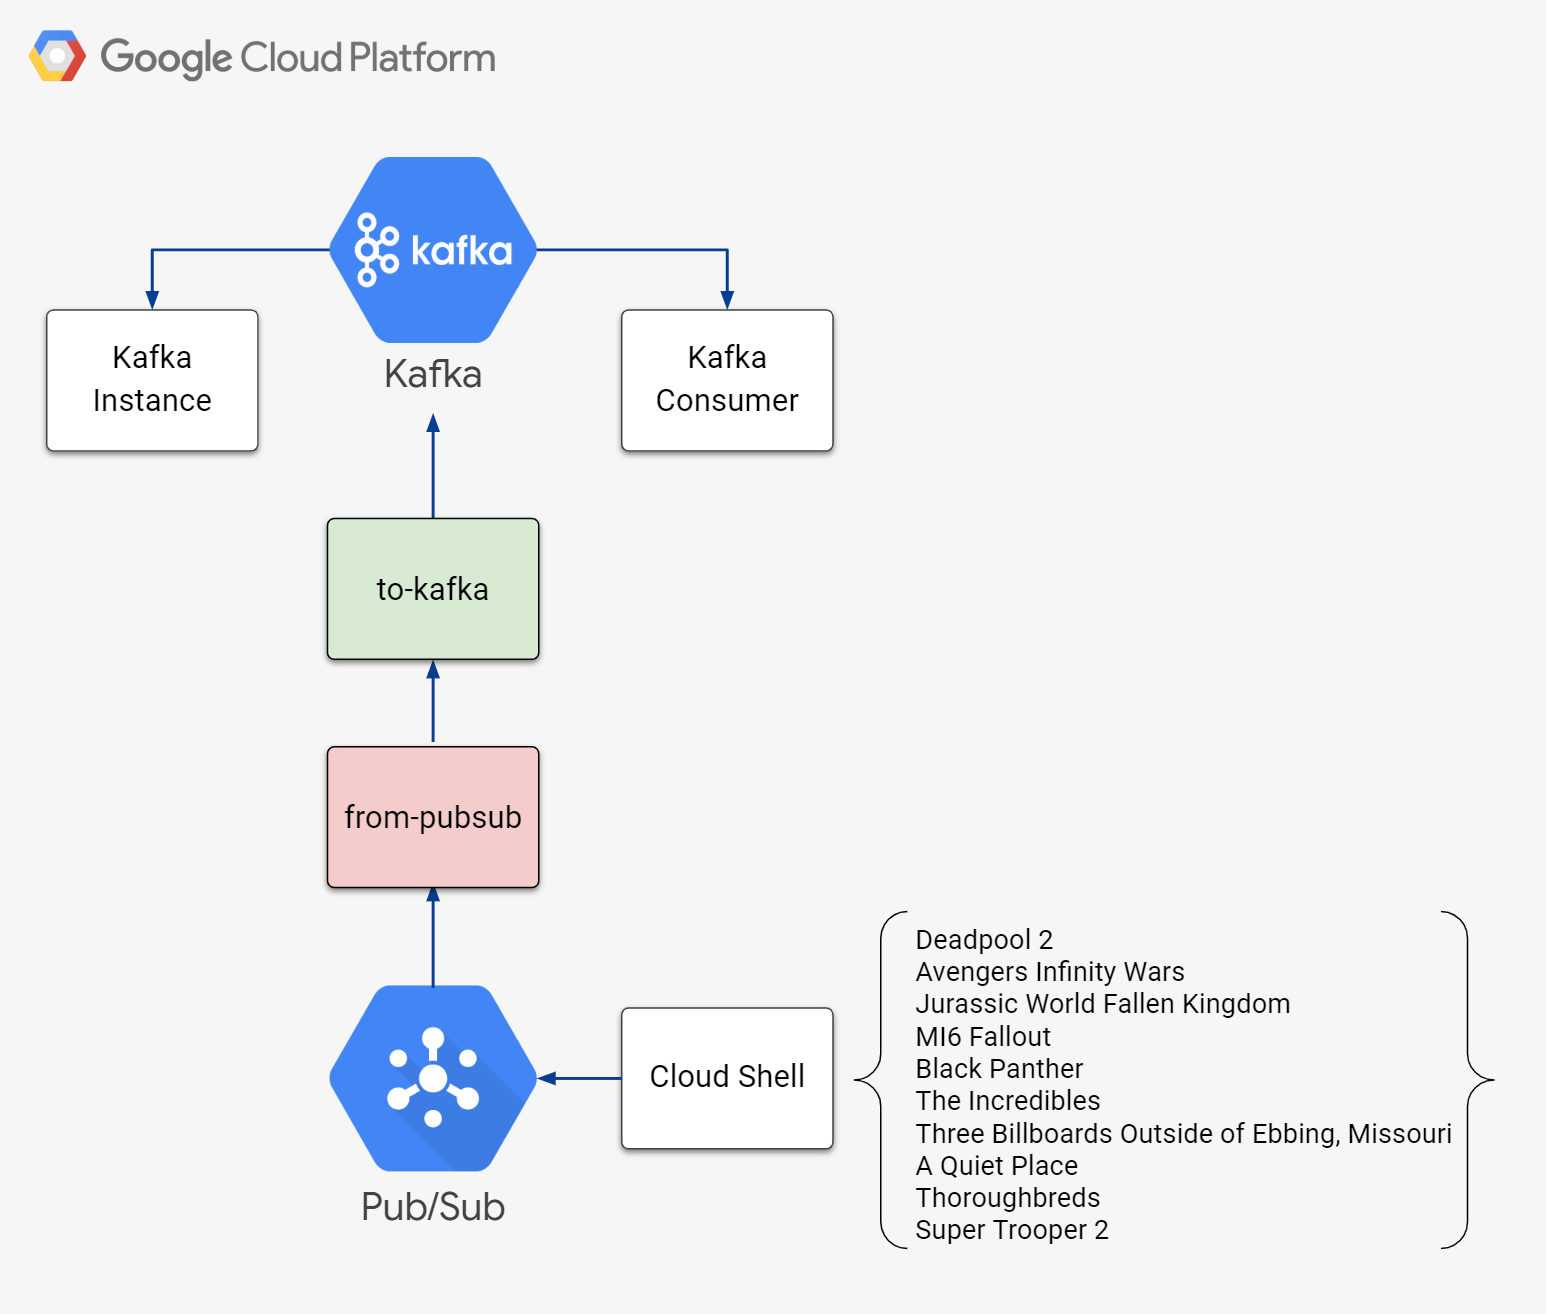 Google Cloud Platform
kafka
Kafka
Kafka
Instance
Kafka
Consumer
to-kafka
from-pubsub
Cloud Shell
Pub/Sub
Deadpool 2
Avengers Infinity Wars
Jurassic World Fallen Kingdom
MI6 Fallout
Black Panther
The Incredibles
Three Billboards Outside of Ebbing, Missouri
A Quiet Place
Thoroughbreds
Super Trooper 2